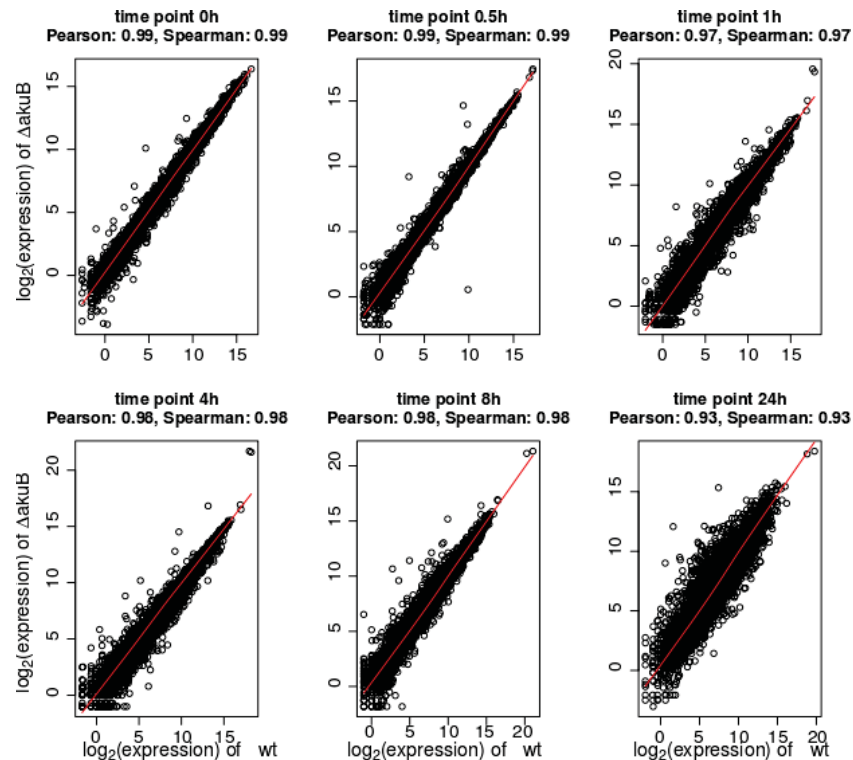 time point 0h
Pearson: 0.99, Spearman: 0.99
time point 0.5h
Pearson: 0.99, Spearman: 0.99
time point 1h
Pearson: 0.97, Spearman: 0.97
log2(expression) of ΔakuB
15
10
5
0
0 5 10 15
15
10
5
0
0 5 10 15
20
15
10
5
0
0 5 10 15
time point 4h
Pearson: 0.98, Spearman: 0.98
time point 8h
Pearson: 0.98, Spearman: 0.98
time point 24h
Pearson: 0.93, Spearman: 0.93
log2(expression) of ΔakuB
20
15
10
5
0
0 5 10 15
log2(expression) of wt
20
15
10
5
0
0 5 10 15 20
log2(expression) of wt
15
10
5
0
0 5 10 15 20
log2(expression) of wt